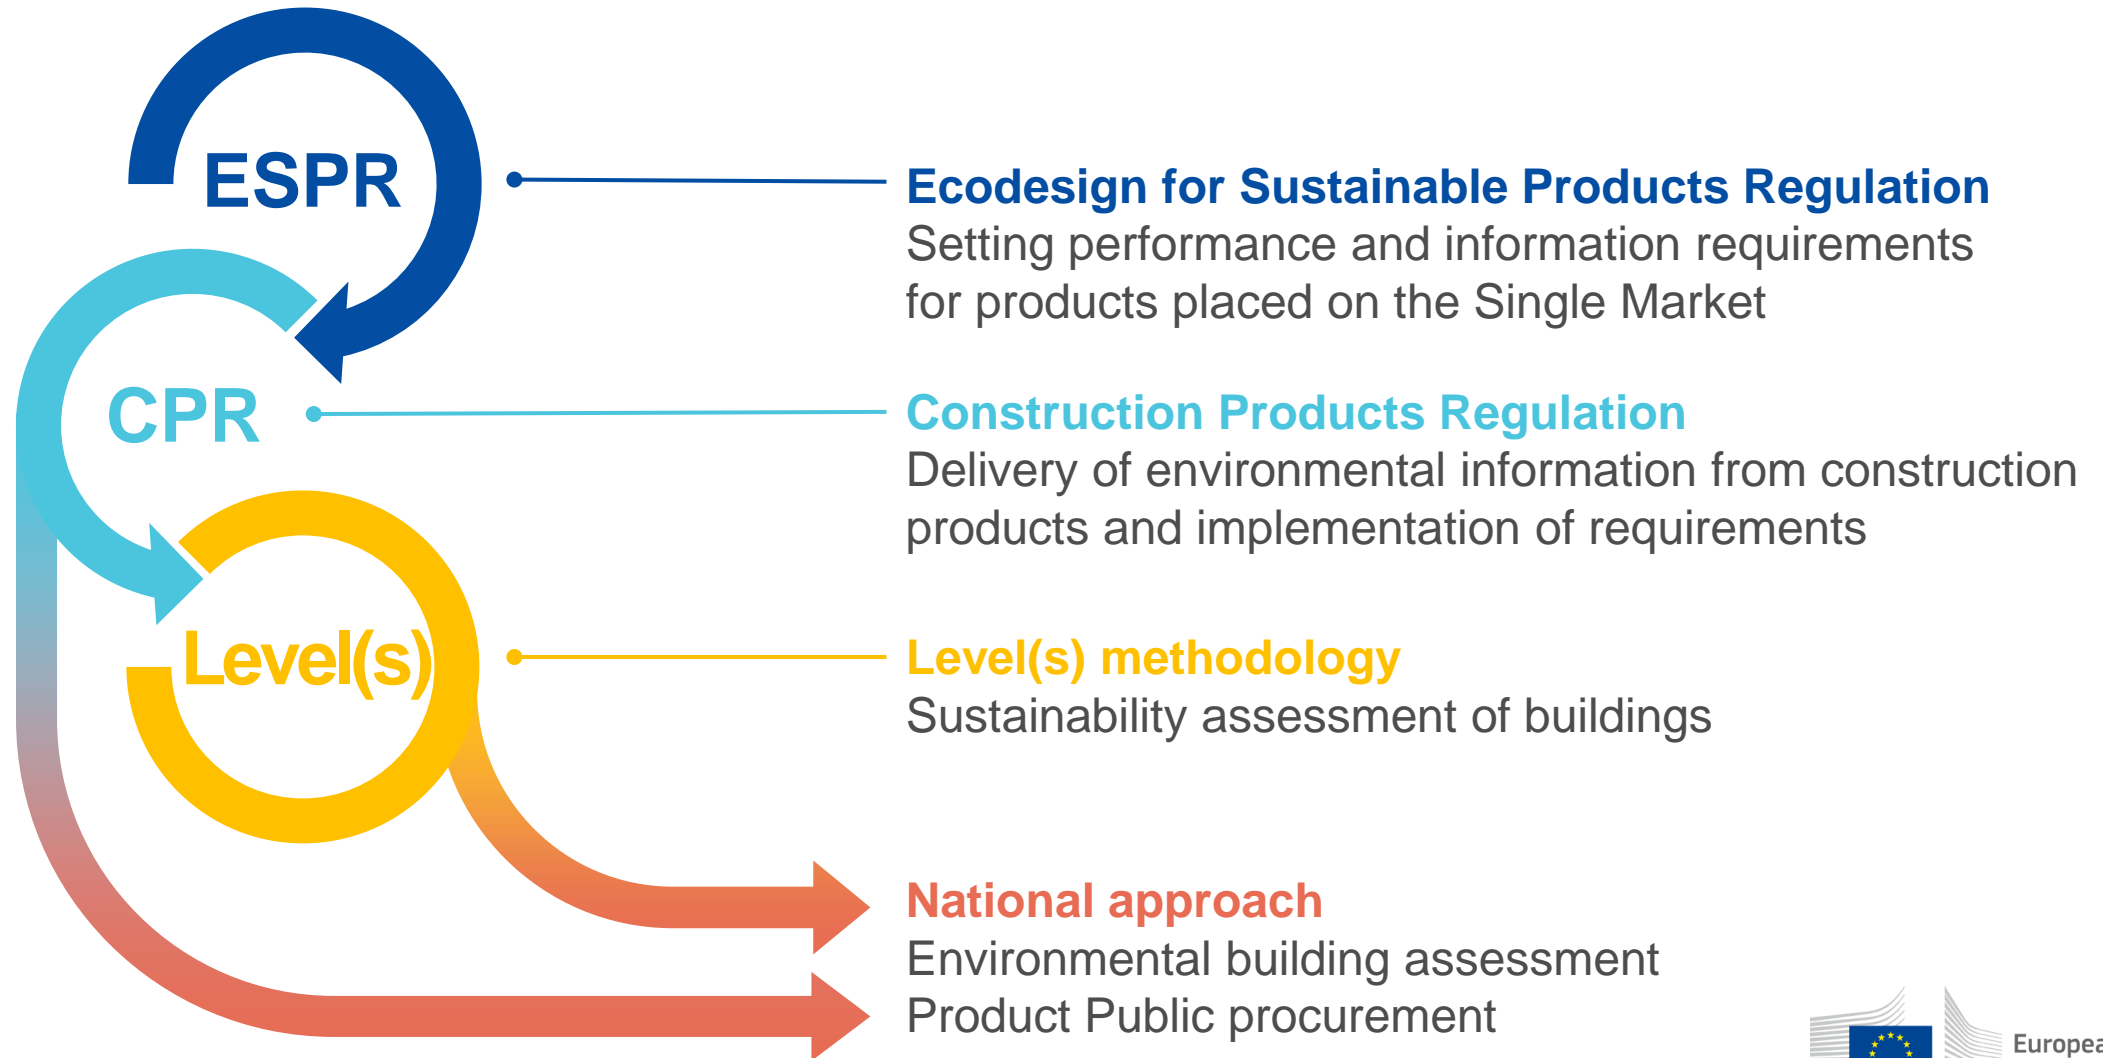 ESPR
Ecodesign for Sustainable Products Regulation
Setting performance and information requirements
for products placed on the Single Market
CPR
Construction Products Regulation
Delivery of environmental information from construction
products and implementation of requirements
Level(s)
Level(s) methodology
Sustainability assessment of buildings
National approach
Environmental building assessment
Product Public procurement
Europea